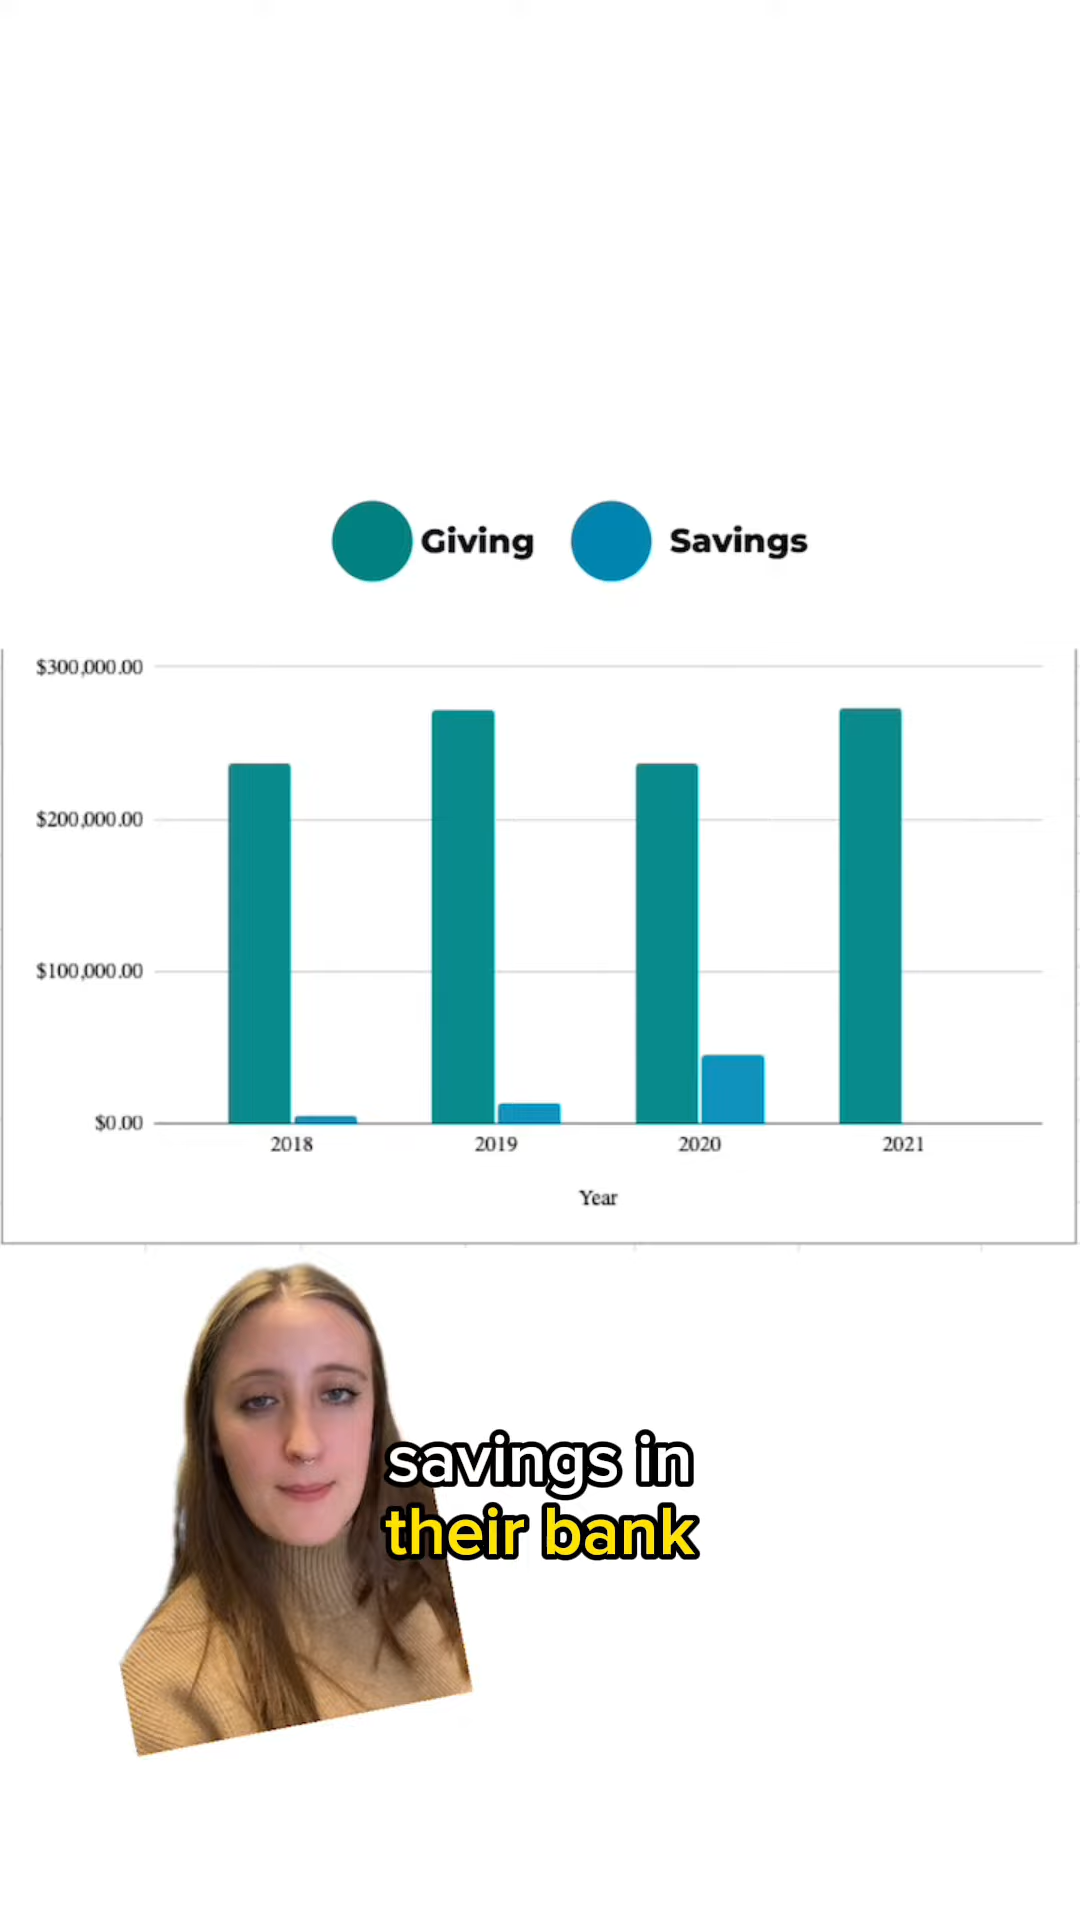 Giving Savings
$300,000.00
$200,000.00
$100,000.00
$0.00
2018 2019 2020 2021
Year
savings in
their bank